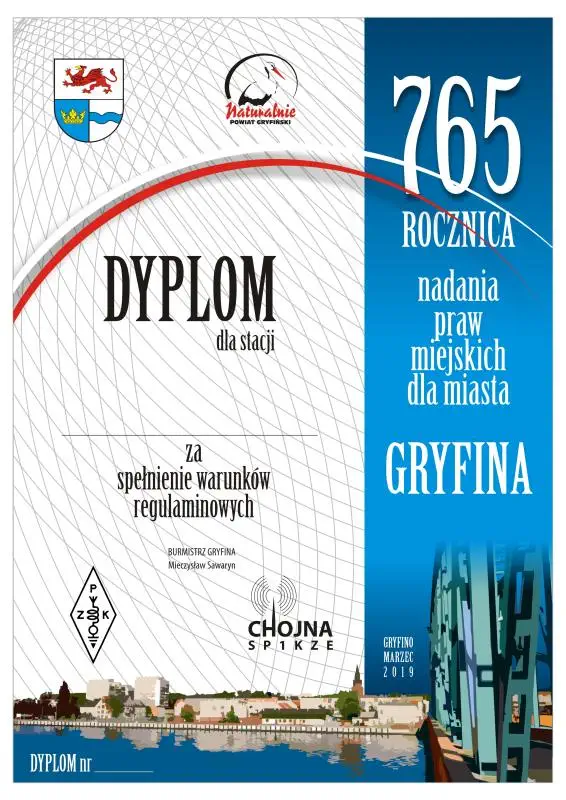 Naturalnie
POWIAT GRYFIŃSKI
765
ROCZNICA
nadania
praw
miejskich
dla miasta
GRYFINA
DYPLOM
dla stacji
za
spełnienie warunków
regulaminowych
BURMISTRZ GRYFINA
Mieczysław Sawaryn
P
Z K
CHOJNA
SP1KZE
GRYFINO
MARZEC
2019
DYPLOM nr